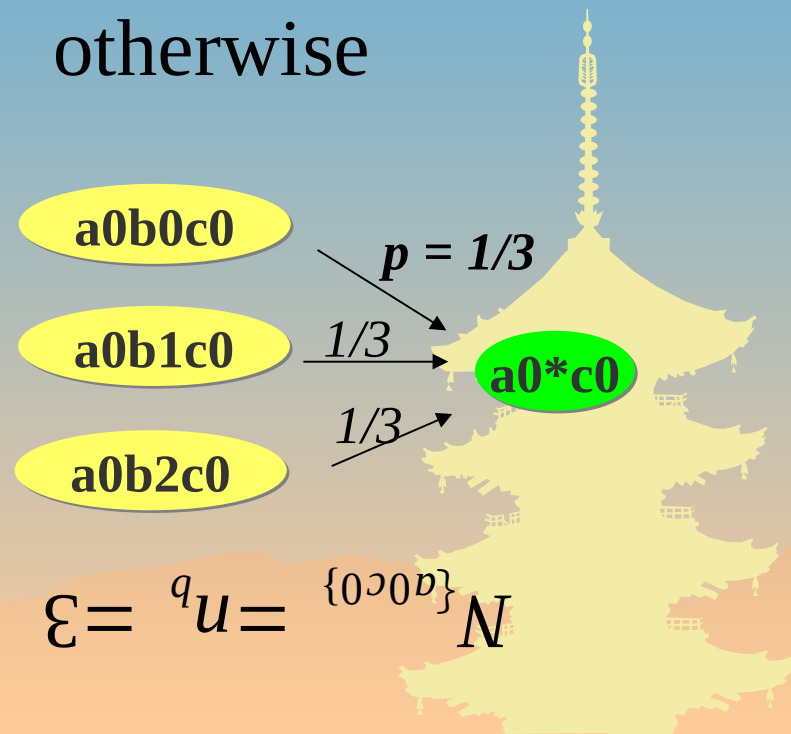 otherwise
a0b0c0
p = 1/3
a0b1c0
1/3
a0*c0
1/3
a0b2c0
N{a0c0} =nb =3